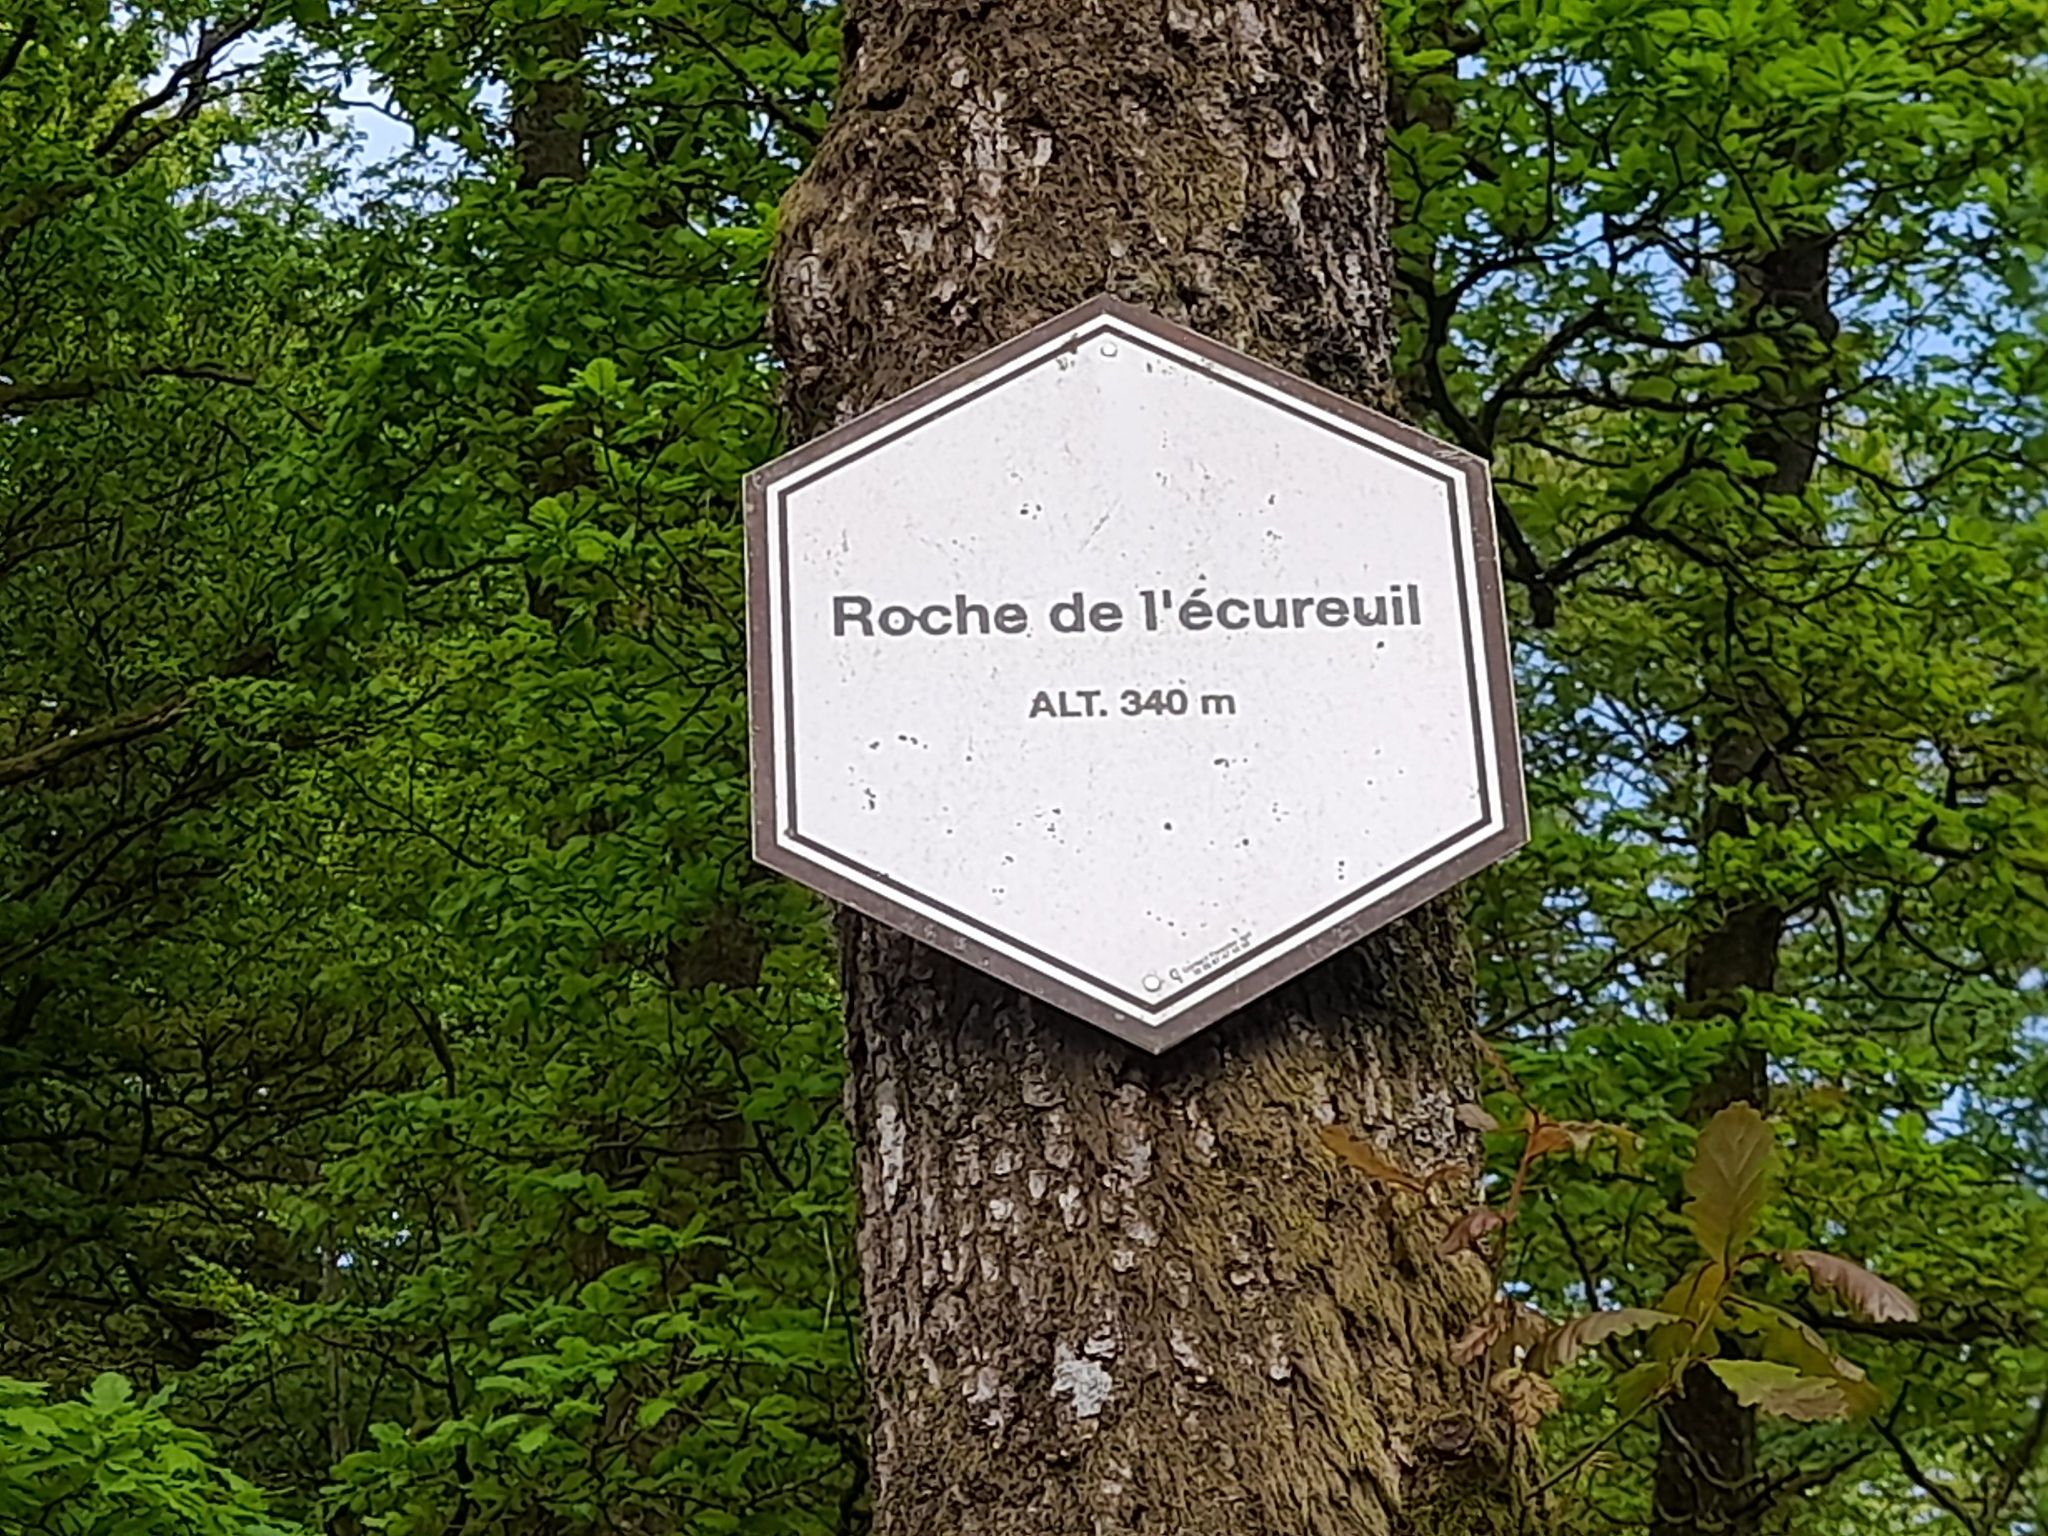 Roche de l'écureuil
ALT. 340 m